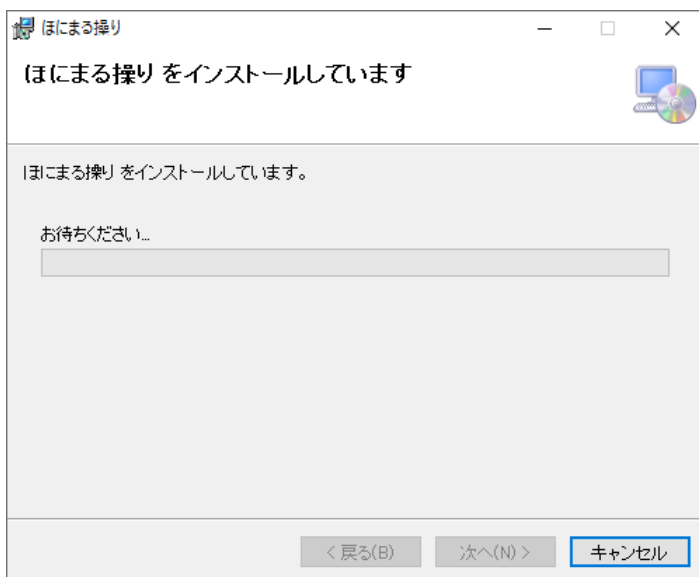 ほにまる操り
ほにまる操り をインストールしています
ほにまる操り をインストールしています。
お待ちください...
< 戻る(B)
次へ(N) >
キャンセル